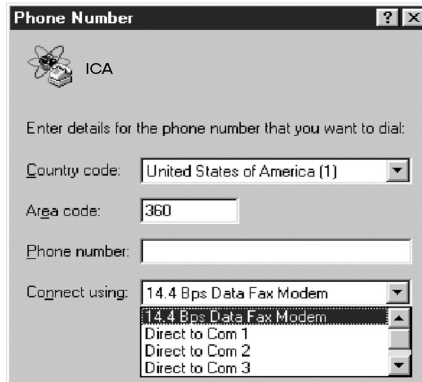 Phone Number
ICA
Enter details for the phone number that you want to dial:
Country code: United States of America (1)
Area code: 360
Phone number:
Connect using: 14.4 Bps Data Fax Modem
14.4 Bps Data Fax Modem
Direct to Com 1
Direct to Com 2
Direct to Com 3